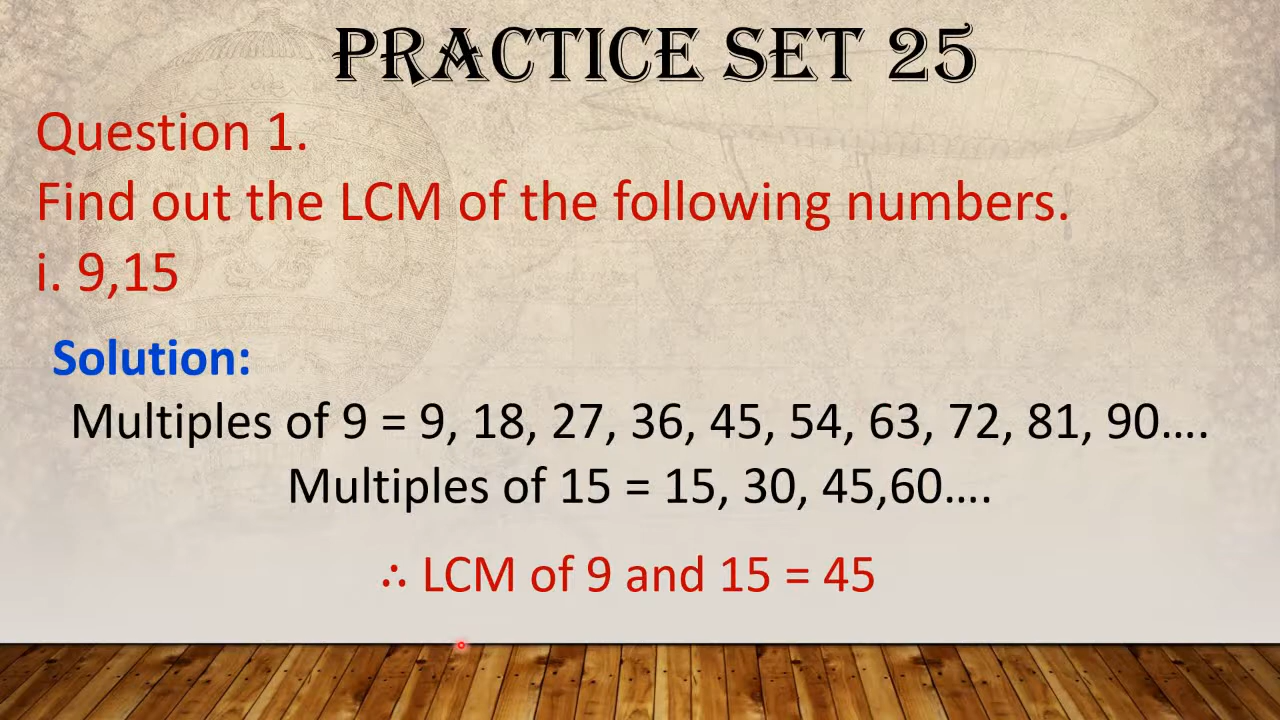 PRACTICE SET 25
Question 1.
Find out the LCM of the following numbers.
i. 9,15
Solution:
Multiples of 9 = 9, 18, 27, 36, 45, 54, 63, 72, 81, 90....
Multiples of 15 = 15, 30, 45,60....
∴ LCM of 9 and 15 = 45